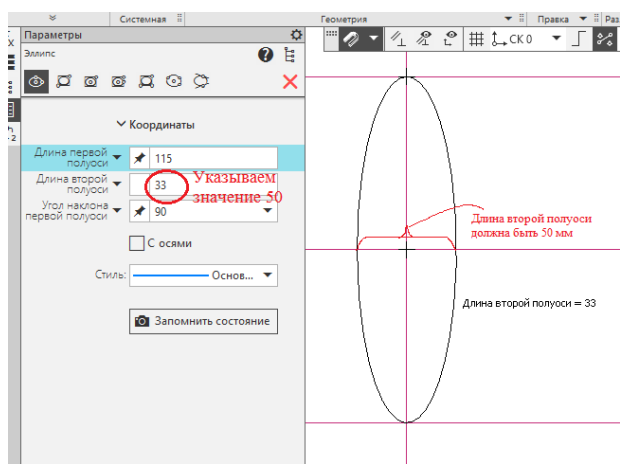 Системная
Геометрия
Правка
Раз
Параметры
СК 0
Эллипс
Координаты
Длина первой
полуоси
115
Длина второй
полуоси
33
Указываем
значение 50
Угол наклона
первой полуоси
90
С осями
Стиль:
Основ...
Запомнить состояние
Длина второй полуоси
должна быть 50 мм
Длина второй полуоси = 33